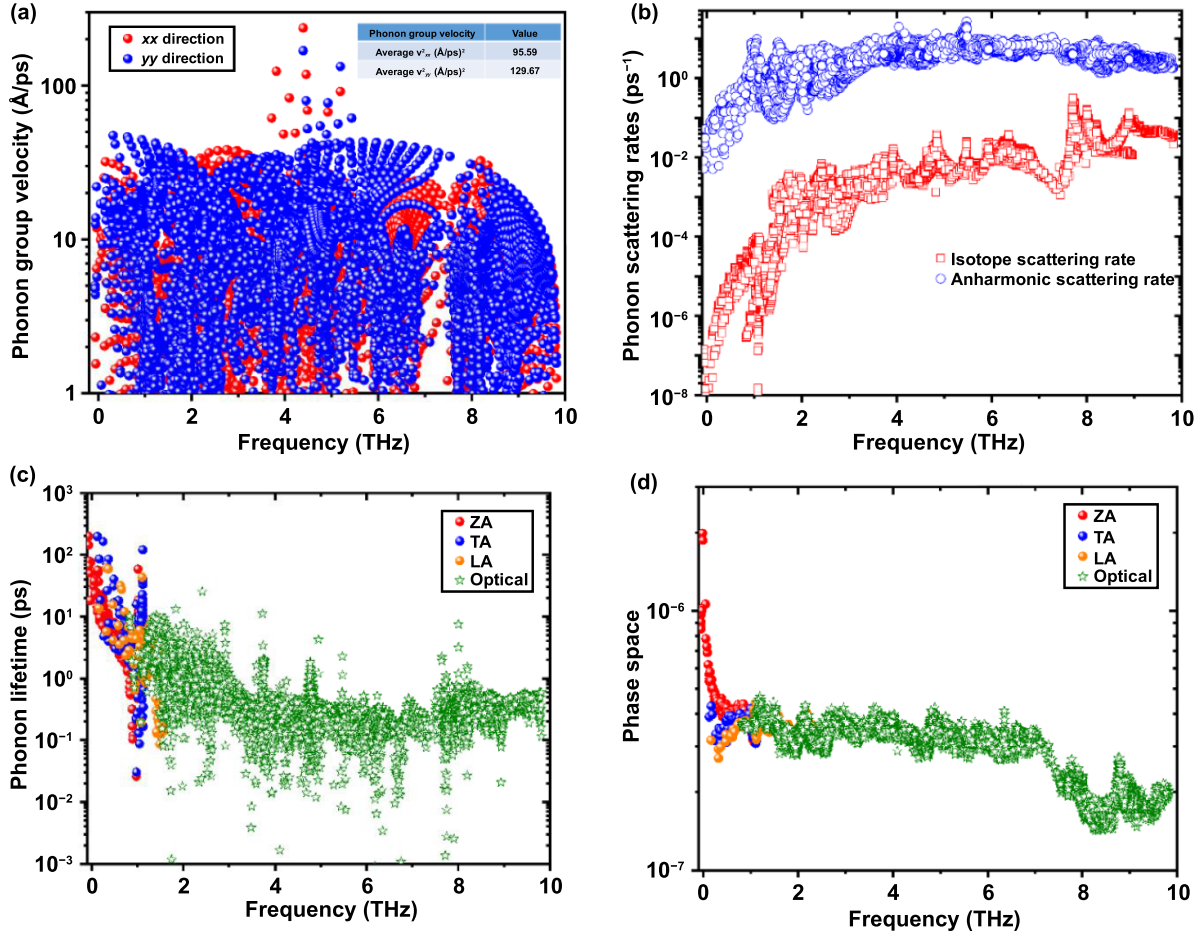 (a)
xx direction
yy direction
Phonon group velocity Value
Average v²ₓₓ (Å/ps)² 95.59
Average v²ᵧᵧ (Å/ps)² 129.67
100
10
1
Phonon group velocity (Å/ps)
0 2 4 6 8 10
Frequency (THz)
(b)
10⁰
10⁻²
10⁻⁴
10⁻⁶
10⁻⁸
Phonon scattering rates (ps⁻¹)
Isotope scattering rate
Anharmonic scattering rate
0 2 4 6 8 10
Frequency (THz)
(c)
ZA
TA
LA
Optical
10³
10²
10¹
10⁰
10⁻¹
10⁻²
10⁻³
Phonon lifetime (ps)
0 2 4 6 8 10
Frequency (THz)
(d)
ZA
TA
LA
Optical
10⁻⁶
10⁻⁷
Phase space
0 2 4 6 8 10
Frequency (THz)